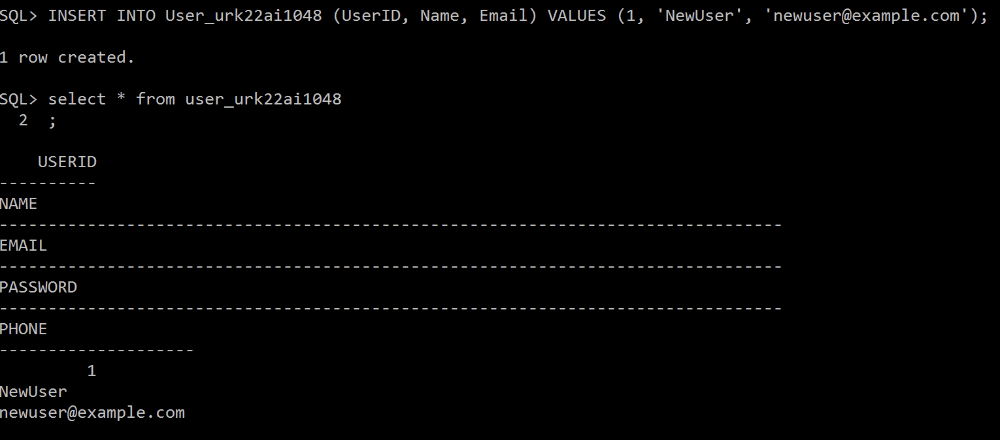 SQL> INSERT INTO User_urk22ai1048 (UserID, Name, Email) VALUES (1, 'NewUser', 'newuser@example.com');
1 row created.
SQL> select * from user_urk22ai1048
  2  ;
    USERID
----------
NAME
--------------------------------------------------------------------------------
EMAIL
--------------------------------------------------------------------------------
PASSWORD
--------------------------------------------------------------------------------
PHONE
--------------------
         1
NewUser
newuser@example.com